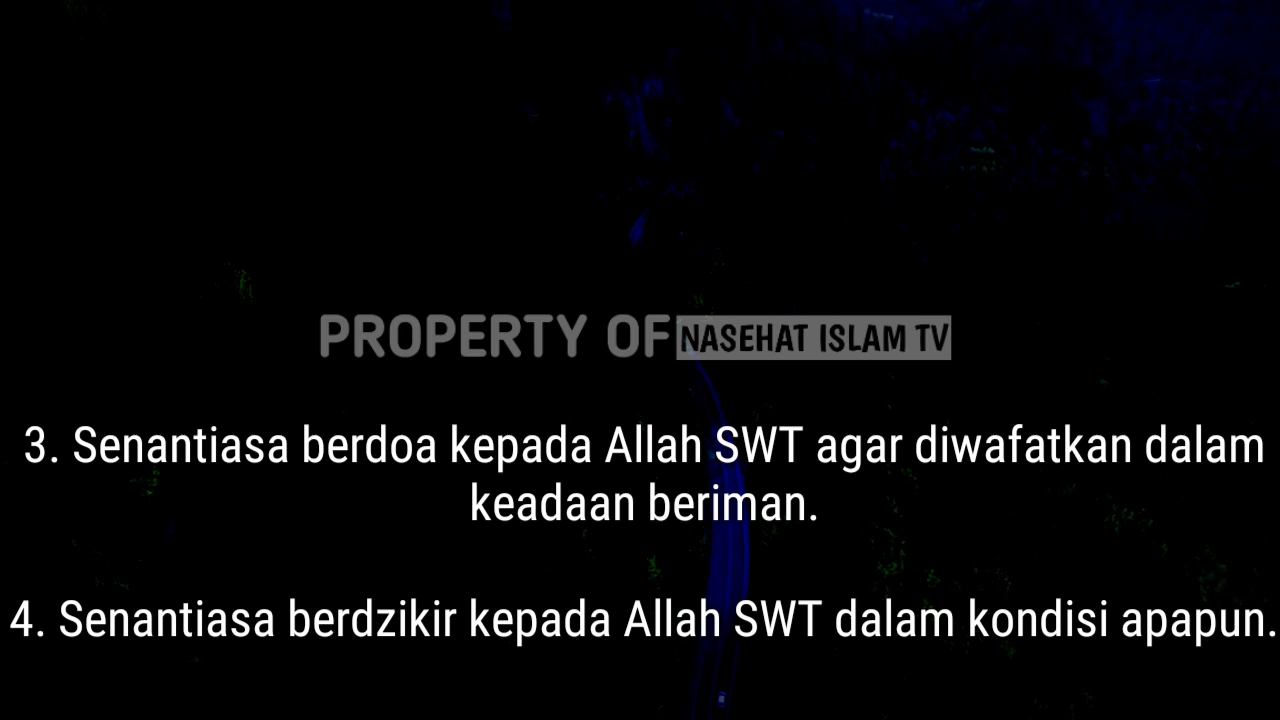 PROPERTY OF NASEHAT ISLAM TV
3. Senantiasa berdoa kepada Allah SWT agar diwafatkan dalam
keadaan beriman.
4. Senantiasa berdzikir kepada Allah SWT dalam kondisi apapun.